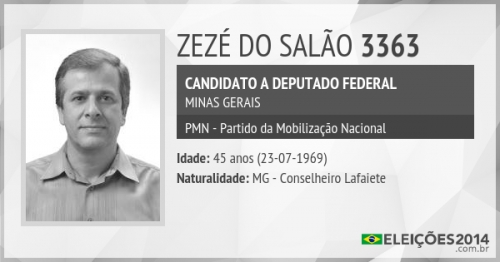 ZEZÉ DO SALÃO 3363
CANDIDATO A DEPUTADO FEDERAL
MINAS GERAIS
PMN - Partido da Mobilização Nacional
Idade: 45 anos (23-07-1969)
Naturalidade: MG - Conselheiro Lafaiete
ELEIÇÕES2014
.com.br